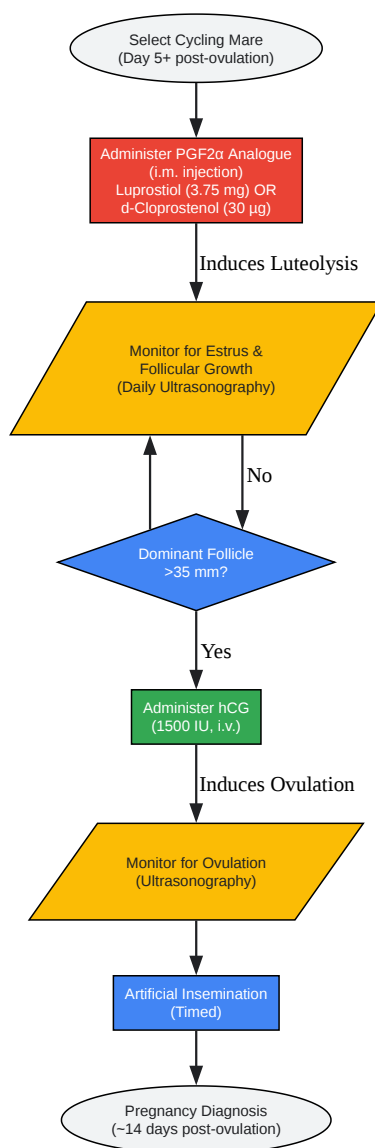 Select Cycling Mare
(Day 5+ post-ovulation)
Administer PGF2α Analogue
(i.m. injection)
Luprostiol (3.75 mg) OR
d-Cloprostenol (30 µg)
Induces Luteolysis
Monitor for Estrus &
Follicular Growth
(Daily Ultrasonography)
No
Dominant Follicle
>35 mm?
Yes
Administer hCG
(1500 IU, i.v.)
Induces Ovulation
Monitor for Ovulation
(Ultrasonography)
Artificial Insemination
(Timed)
Pregnancy Diagnosis
(~14 days post-ovulation)